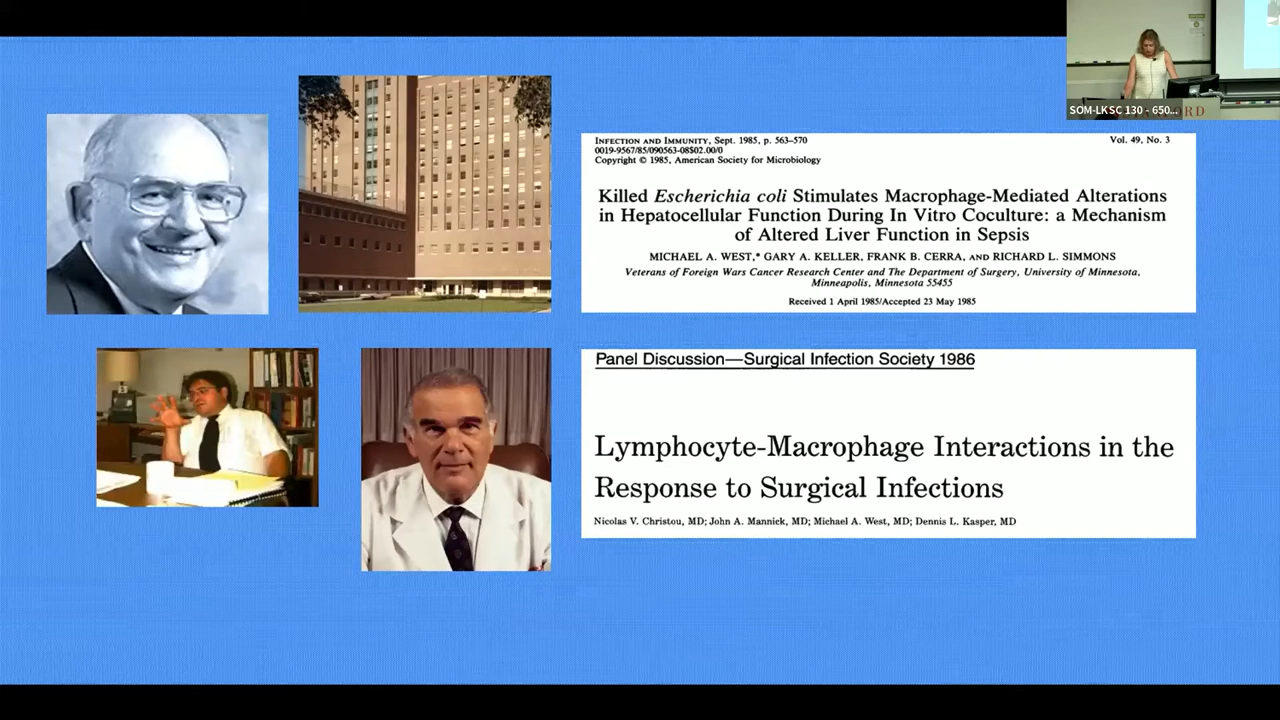 SOM-LKSC 130 - 650...
RD
INFECTION AND IMMUNITY, Sept. 1985, p. 563-570
Vol. 49, No. 3
0019-9567/85/090563-08$02.00/0
Copyright © 1985, American Society for Microbiology
Killed Escherichia coli Stimulates Macrophage-Mediated Alterations
in Hepatocellular Function During In Vitro Coculture: a Mechanism
of Altered Liver Function in Sepsis
MICHAEL A. WEST,* GARY A. KELLER, FRANK B. CERRA, AND RICHARD L. SIMMONS
Veterans of Foreign Wars Cancer Research Center and The Department of Surgery, University of Minnesota,
Minneapolis, Minnesota 55455
Received 1 April 1985/Accepted 23 May 1985
Panel Discussion—Surgical Infection Society 1986
Lymphocyte-Macrophage Interactions in the
Response to Surgical Infections
Nicolas V. Christou, MD; John A. Mannick, MD; Michael A. West, MD; Dennis L. Kasper, MD